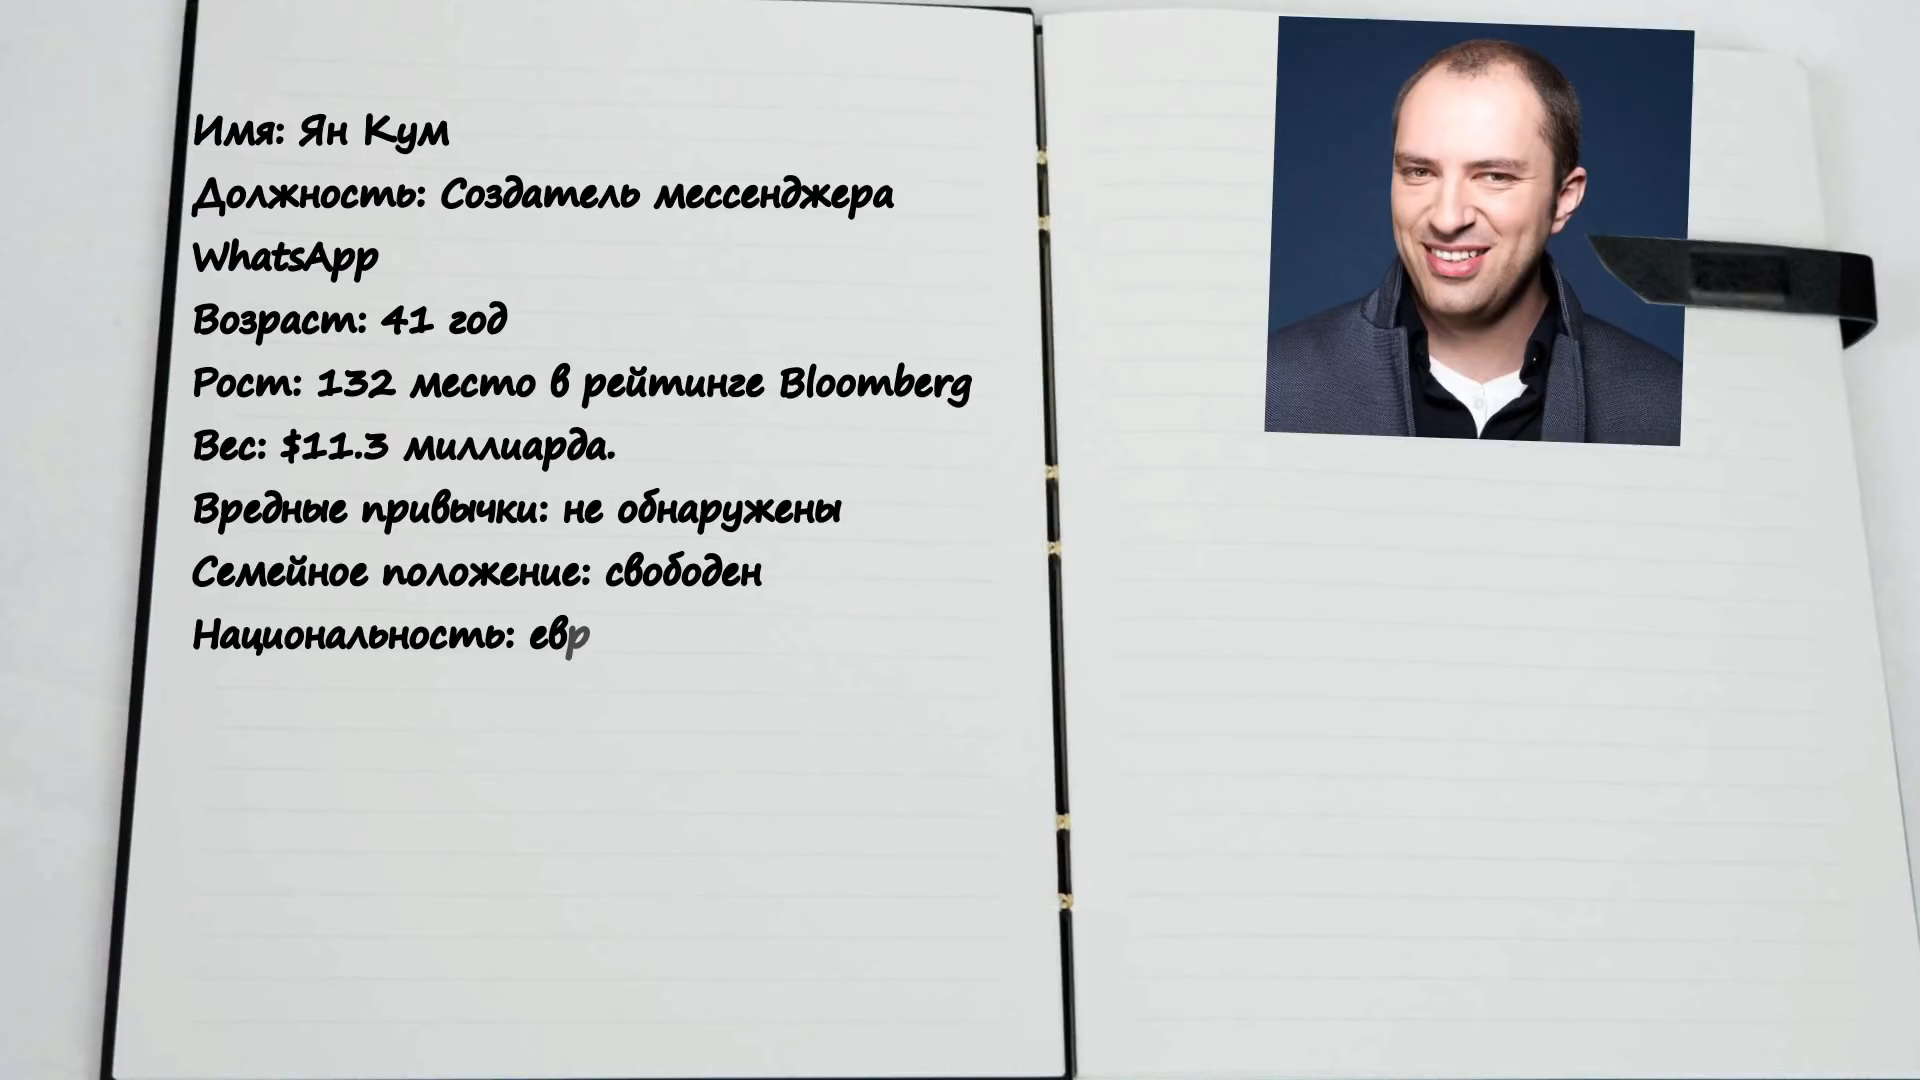 Имя: Ян Кум
Должность: Создатель мессенджера
WhatsApp
Возраст: 41 год
Рост: 132 место в рейтинге Bloomberg
Вес: $11.3 миллиарда.
Вредные привычки: не обнаружены
Семейное положение: свободен
Национальность: евр